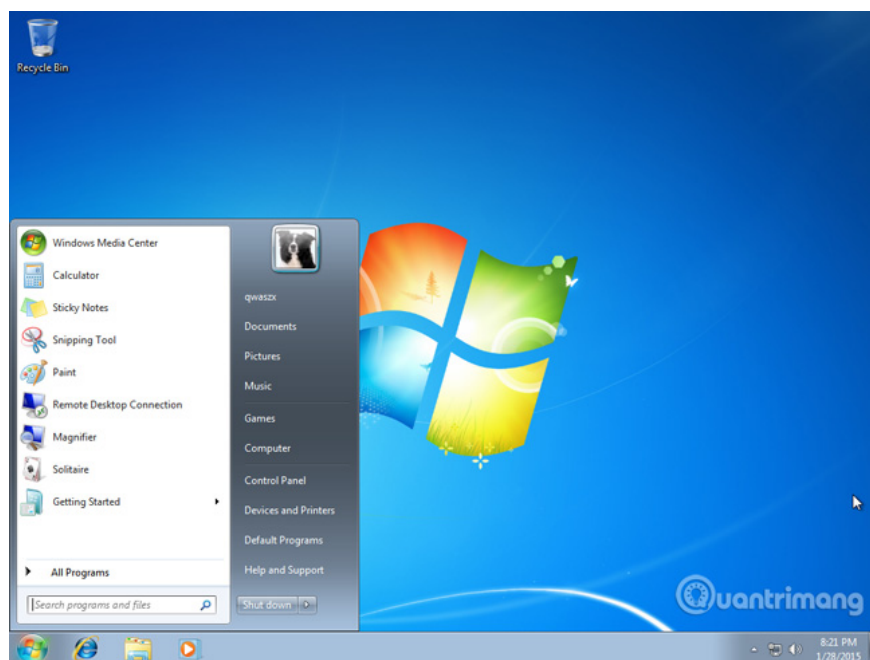 Recycle Bin
Windows Media Center
Calculator
Sticky Notes
Snipping Tool
Paint
Remote Desktop Connection
Magnifier
Solitaire
Getting Started
All Programs
Search programs and files
qwaszx
Documents
Pictures
Music
Games
Computer
Control Panel
Devices and Printers
Default Programs
Help and Support
Shut down
Quantrimang
8:21 PM
1/28/2015